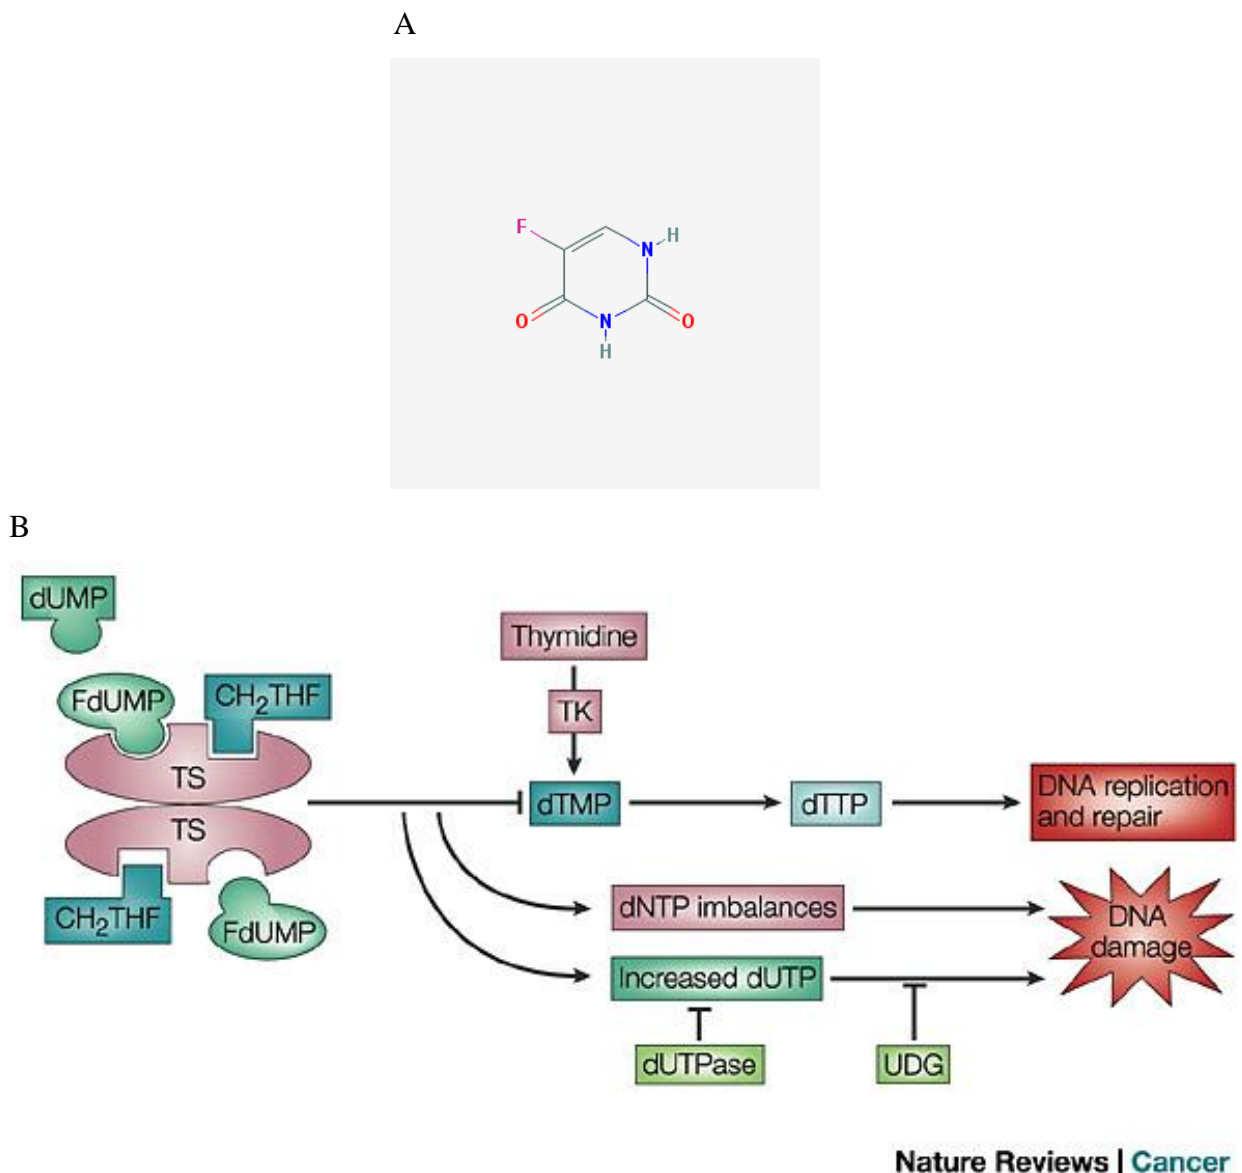 A
F
N
H
O
N
O
H
B
dUMP
Thymidine
FdUMP
CH₂THF
TK
TS
dTMP
dTTP
DNA replication
and repair
TS
CH₂THF
FdUMP
dNTP imbalances
DNA
damage
Increased dUTP
dUTPase
UDG
Nature Reviews | Cancer